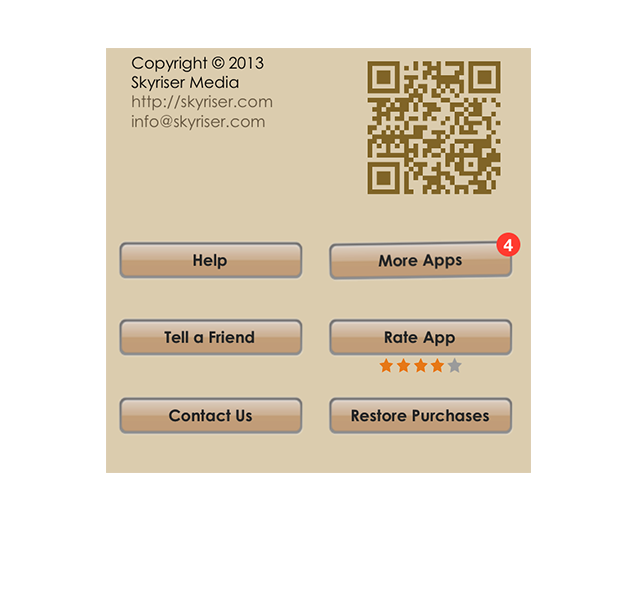 Copyright © 2013
Skyriser Media
http://skyriser.com
info@skyriser.com
Help
More Apps
4
Tell a Friend
Rate App
Contact Us
Restore Purchases